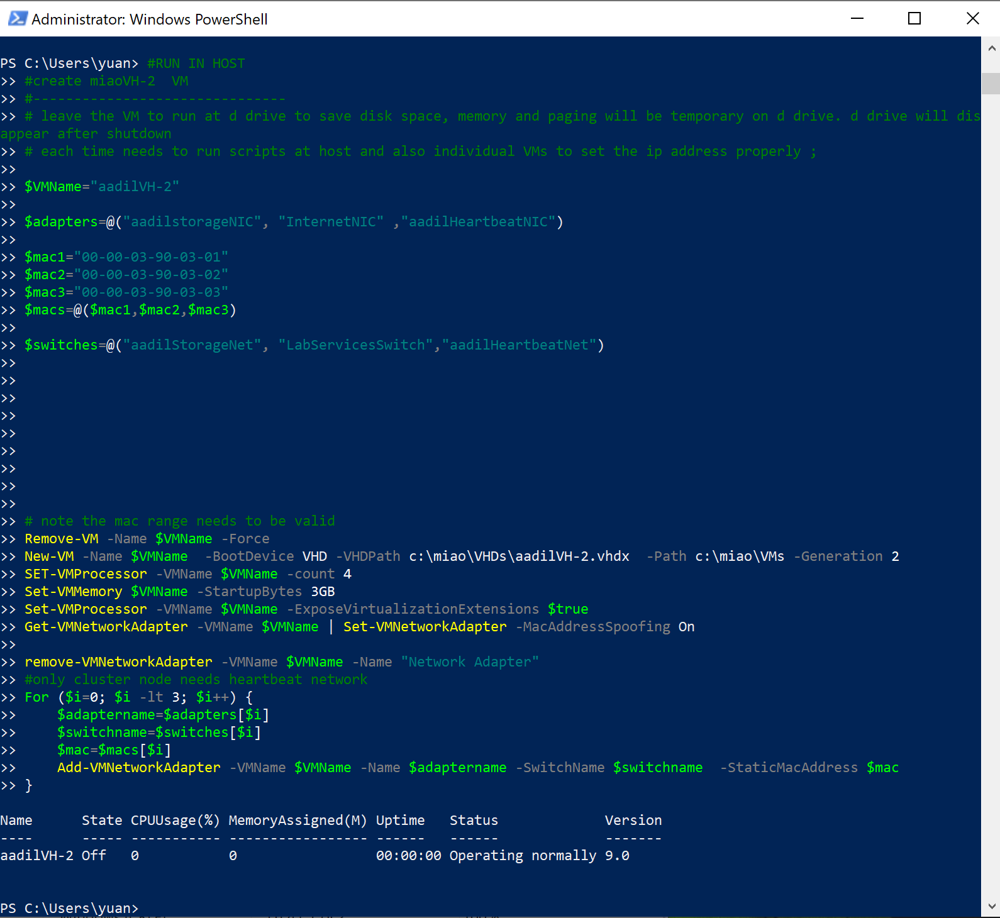 Administrator: Windows PowerShell
PS C:\Users\yuan> #RUN IN HOST
>> #create miaoVH-2  VM
>> #-------------------------------
>> # leave the VM to run at d drive to save disk space, memory and paging will be temporary on d drive. d drive will dis
appear after shutdown
>> # each time needs to run scripts at host and also individual VMs to set the ip address properly ;
>>
>> $VMName="aadilVH-2"
>>
>> $adapters=@("aadilstorageNIC", "InternetNIC" ,"aadilHeartbeatNIC")
>>
>> $mac1="00-00-03-90-03-01"
>> $mac2="00-00-03-90-03-02"
>> $mac3="00-00-03-90-03-03"
>> $macs=@($mac1,$mac2,$mac3)
>>
>> $switches=@("aadilStorageNet", "LabServicesSwitch","aadilHeartbeatNet")
>>
>>
>>
>>
>>
>>
>>
>>
>>
>> # note the mac range needs to be valid
>> Remove-VM -Name $VMName -Force
>> New-VM -Name $VMName  -BootDevice VHD -VHDPath c:\miao\VHDs\aadilVH-2.vhdx  -Path c:\miao\VMs -Generation 2
>> SET-VMProcessor -VMName $VMName -count 4
>> Set-VMMemory $VMName -StartupBytes 3GB
>> Set-VMProcessor -VMName $VMName -ExposeVirtualizationExtensions $true
>> Get-VMNetworkAdapter -VMName $VMName | Set-VMNetworkAdapter -MacAddressSpoofing On
>>
>> remove-VMNetworkAdapter -VMName $VMName -Name "Network Adapter"
>> #only cluster node needs heartbeat network
>> For ($i=0; $i -lt 3; $i++) {
>>     $adaptername=$adapters[$i]
>>     $switchname=$switches[$i]
>>     $mac=$macs[$i]
>>     Add-VMNetworkAdapter -VMName $VMName -Name $adaptername -SwitchName $switchname  -StaticMacAddress $mac
>> }
Name      State CPUUsage(%) MemoryAssigned(M) Uptime   Status             Version
----      ----- ----------- ----------------- ------   ------             -------
aadilVH-2 Off   0           0                 00:00:00 Operating normally 9.0
PS C:\Users\yuan>